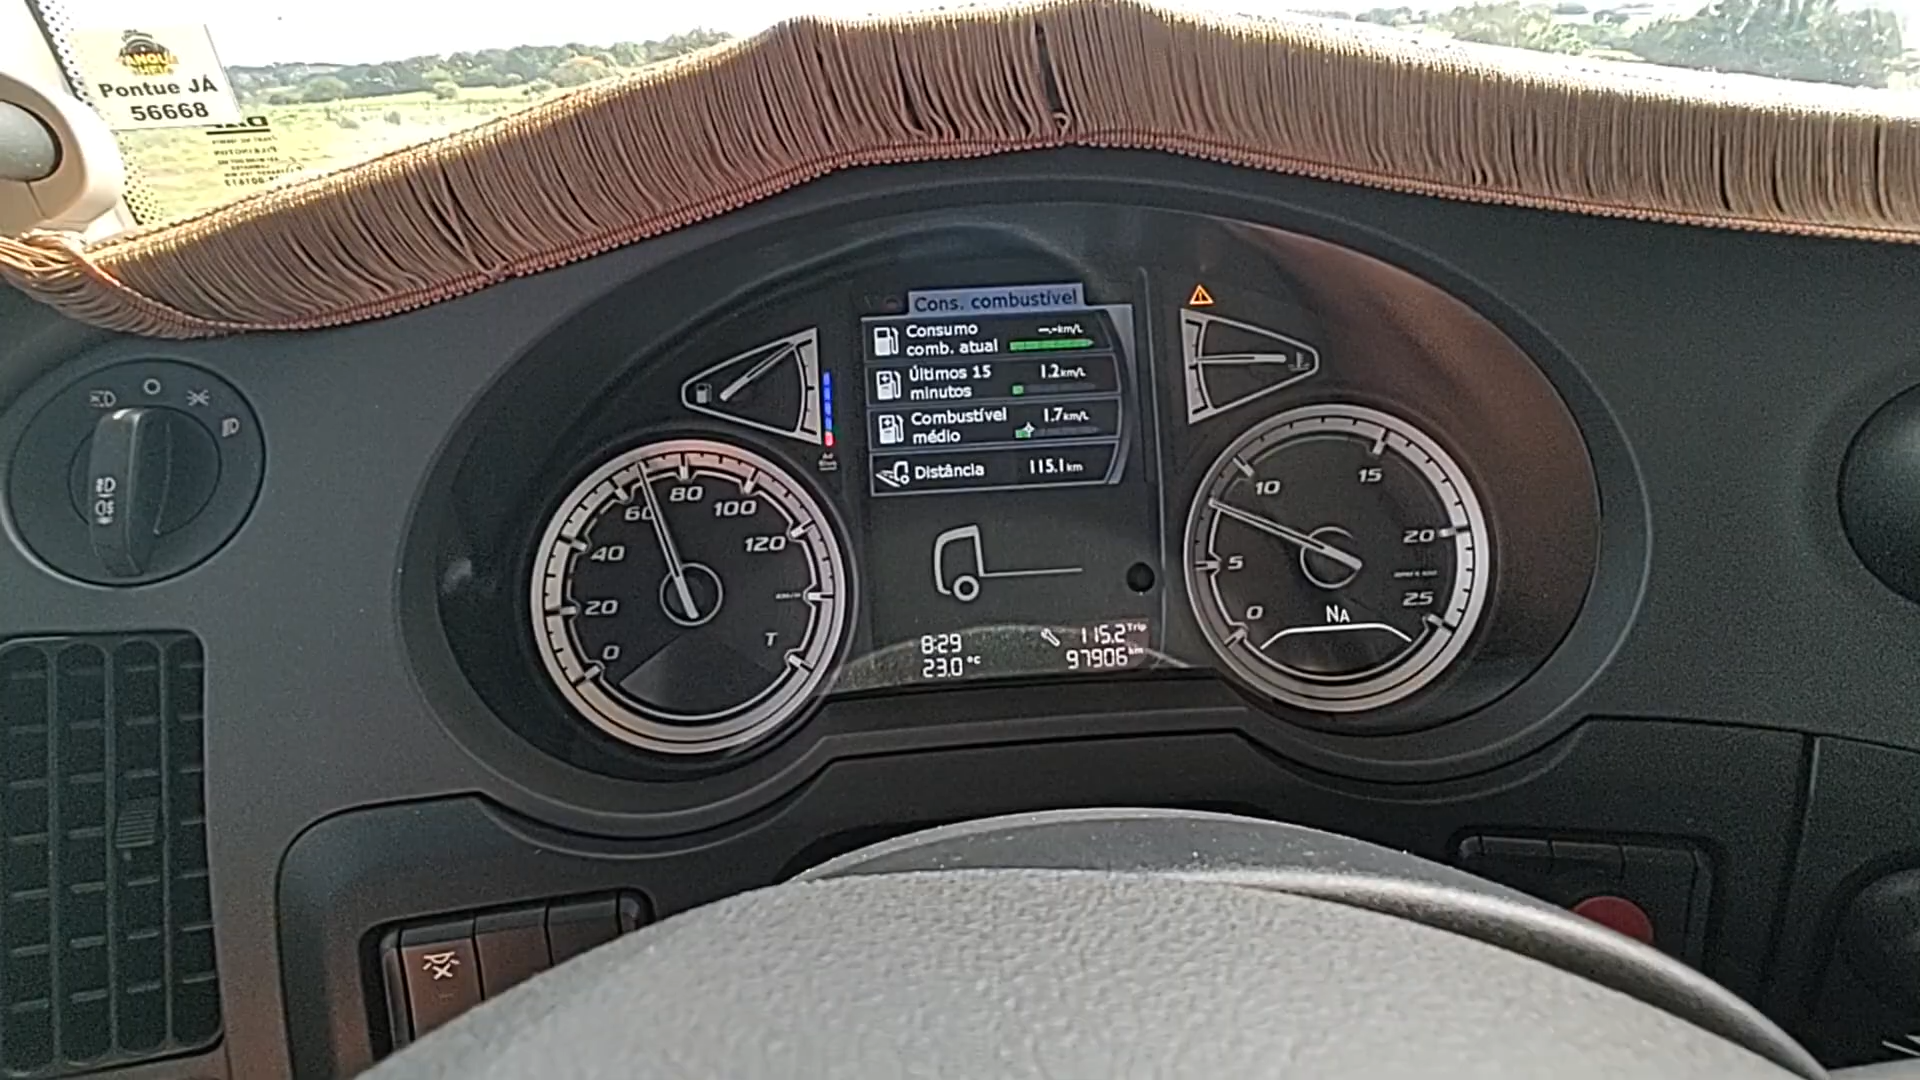 Pontue JÁ
56668
Cons. combustível
Consumo
comb. atual
—.-km/L
Últimos 15
minutos
1.2km/L
Combustível
médio
1.7km/L
Distância
115.1km
0
20
40
60
80
100
120
T
0
5
10
15
20
25
NA
8:29
23.0°C
115.2Trip
97906km